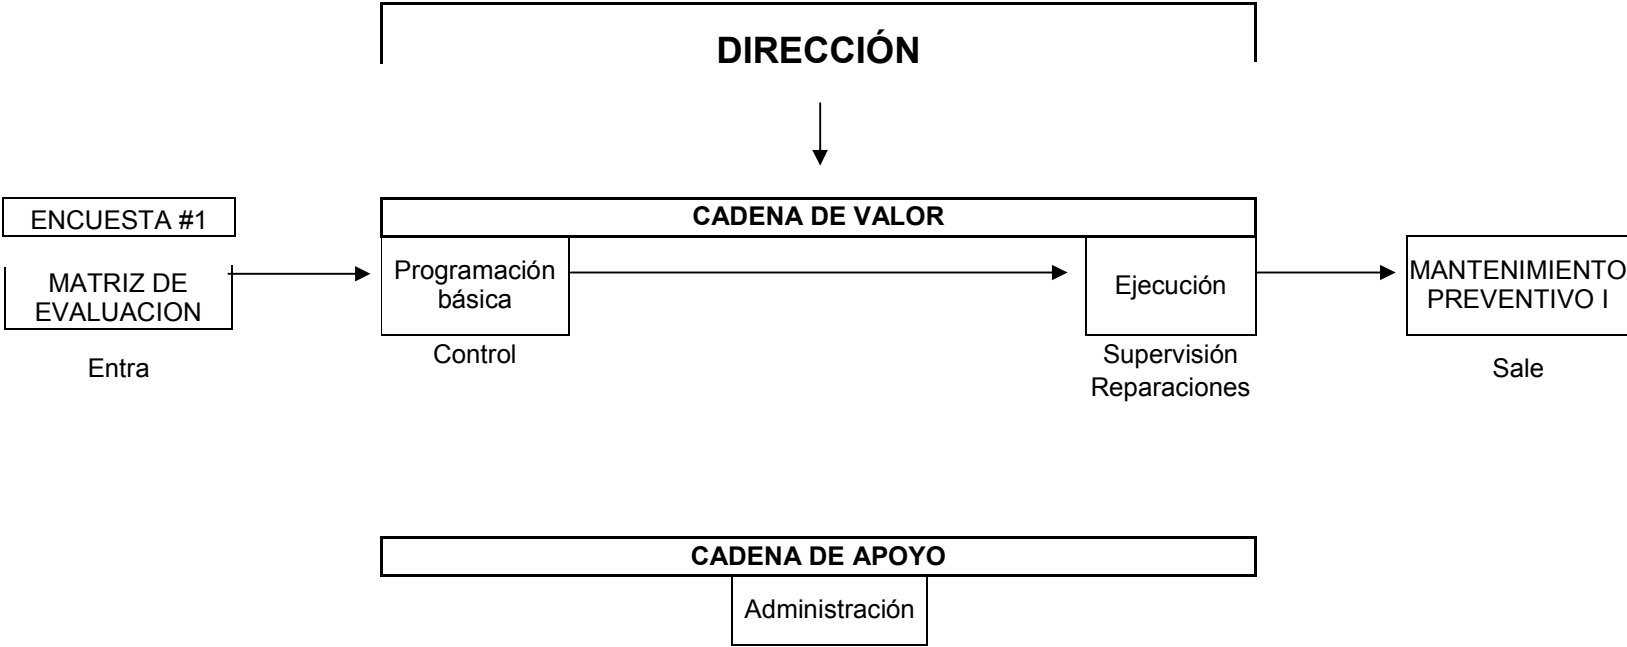 DIRECCIÓN
ENCUESTA #1
CADENA DE VALOR
MATRIZ DE
EVALUACION
Programación
básica
Ejecución
MANTENIMIENTO
PREVENTIVO I
Entra
Control
Supervisión
Reparaciones
Sale
CADENA DE APOYO
Administración